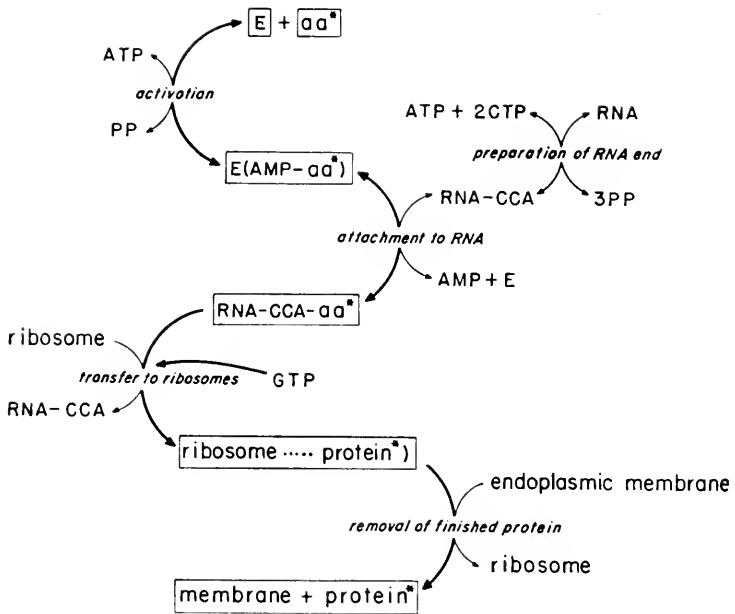 E + aa*
ATP
activation
PP
ATP + 2CTP
RNA
preparation of RNA end
E(AMP-aa*)
RNA-CCA
3PP
attachment to RNA
AMP + E
RNA-CCA-aa*
ribosome
transfer to ribosomes
GTP
RNA-CCA
ribosome ..... protein*)
endoplasmic membrane
removal of finished protein
ribosome
membrane + protein*